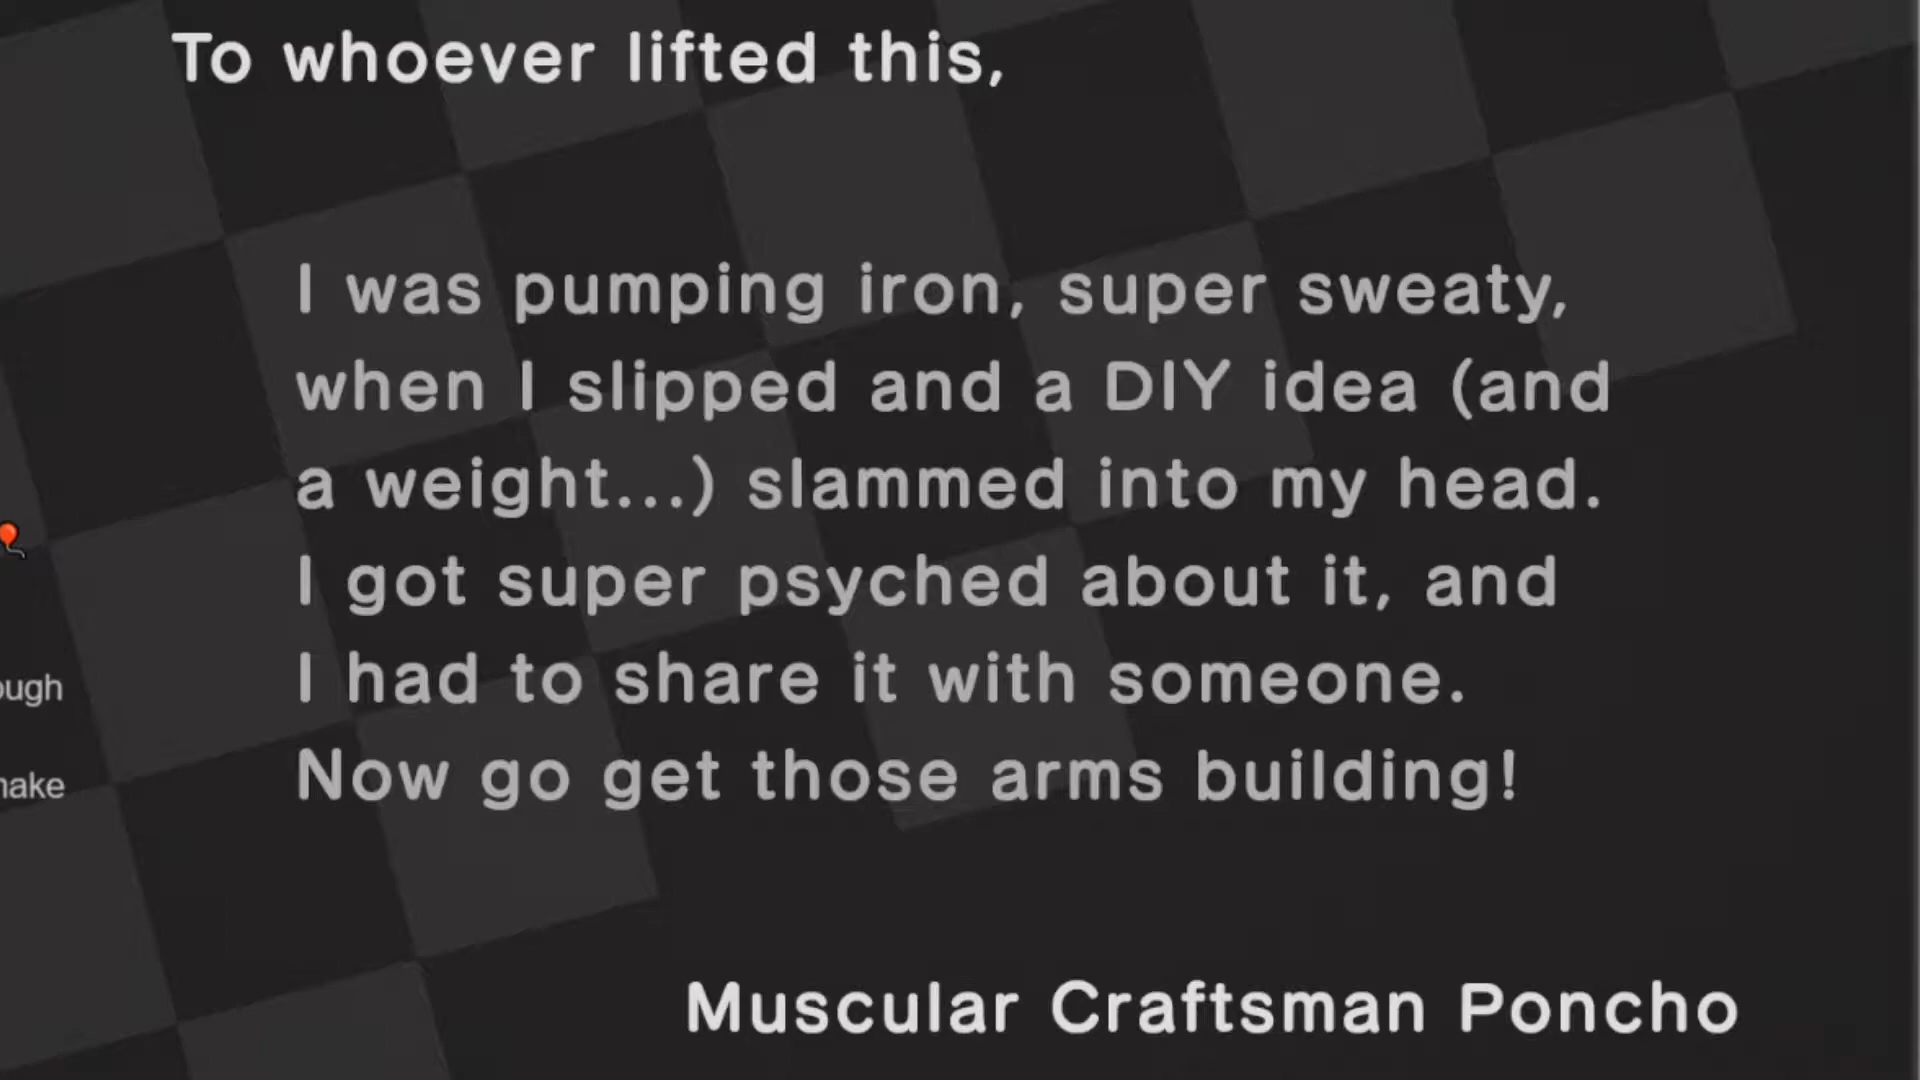 To whoever lifted this,
I was pumping iron, super sweaty,
when I slipped and a DIY idea (and
a weight...) slammed into my head.
I got super psyched about it, and
I had to share it with someone.
Now go get those arms building!
Muscular Craftsman Poncho